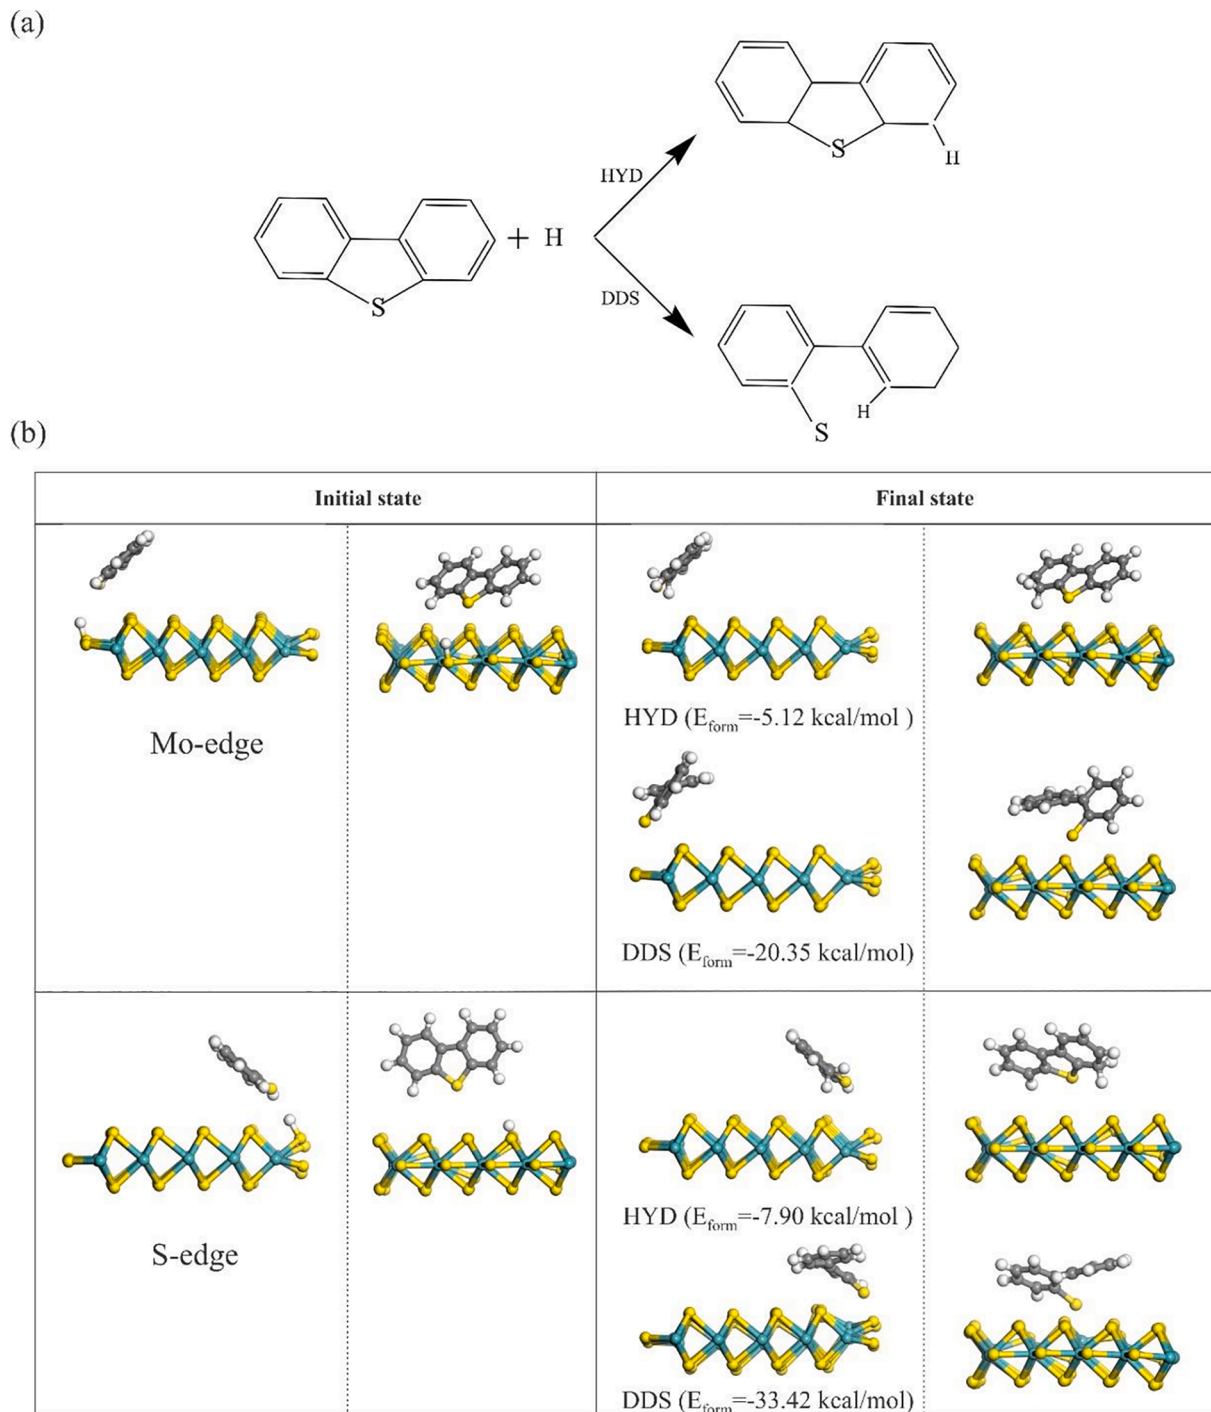 (a)
S
H
HYD
S
+ H
DDS
H
S
(b)
Initial state
Final state
HYD (Eform=-5.12 kcal/mol )
Mo-edge
DDS (Eform=-20.35 kcal/mol)
HYD (Eform=-7.90 kcal/mol )
S-edge
DDS (Eform=-33.42 kcal/mol)